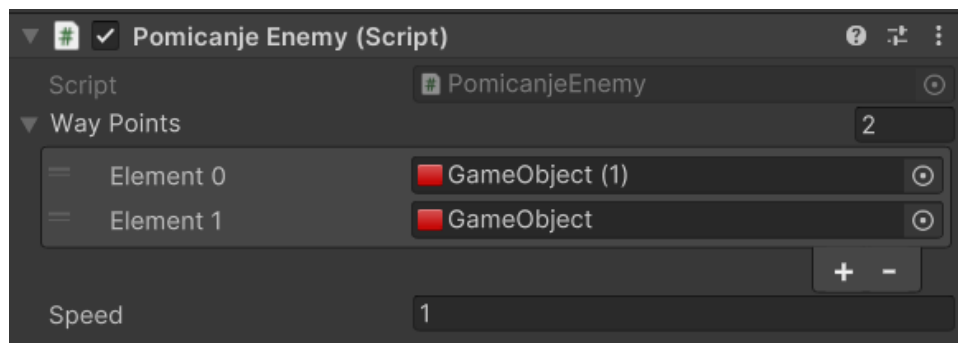 Pomicanje Enemy (Script)
Script PomicanjeEnemy
Way Points 2
Element 0 GameObject (1)
Element 1 GameObject
+ -
Speed 1